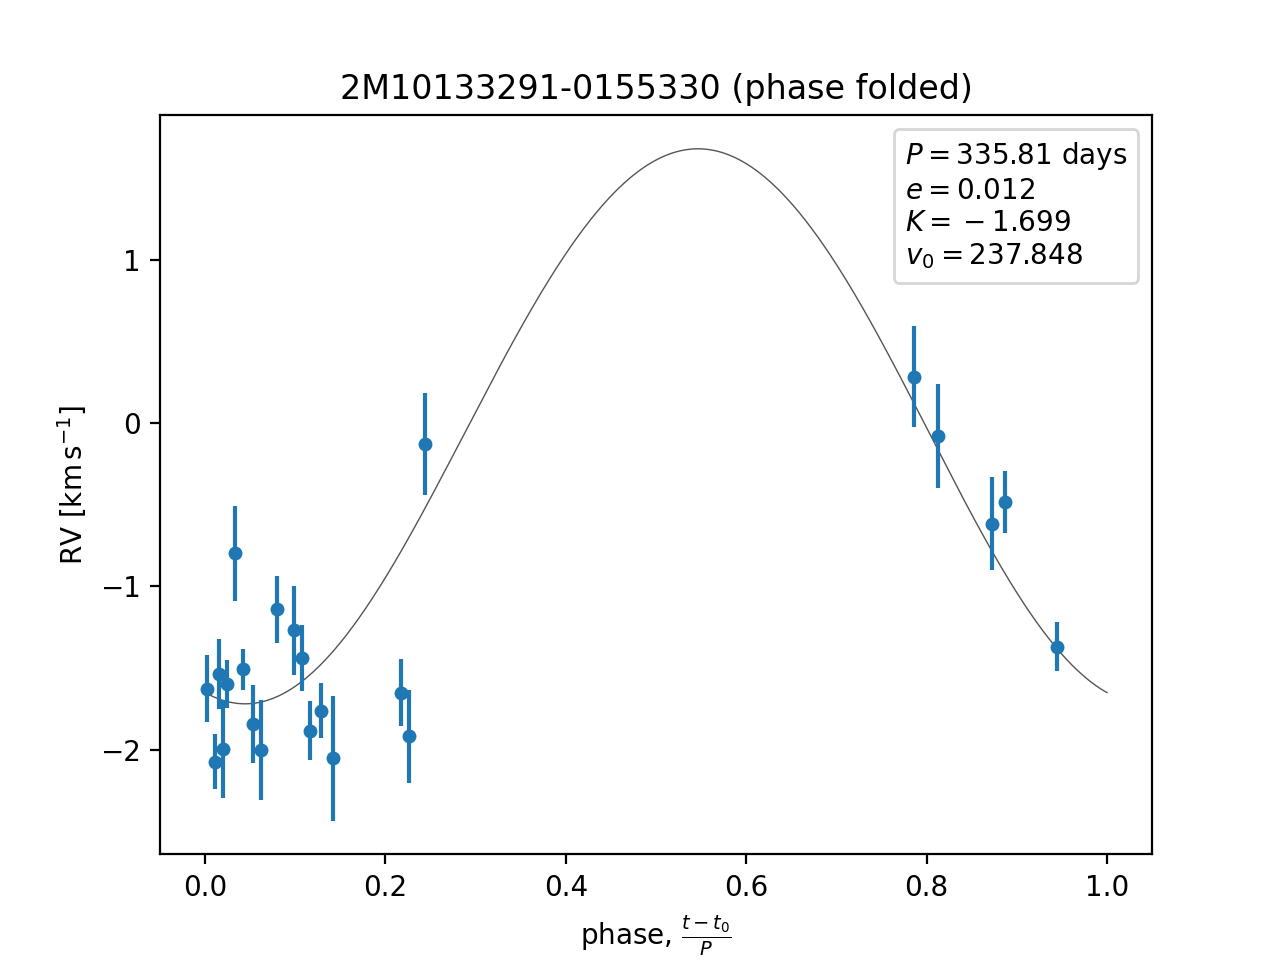 2M10133291-0155330 (phase folded)
P = 335.81 days
e = 0.012
K = −1.699
v₀ = 237.848
RV [km s⁻¹]
1
0
−1
−2
0.0 0.2 0.4 0.6 0.8 1.0
phase, (t − t₀)/P